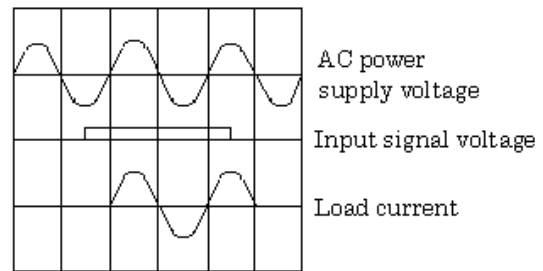 AC power
supply voltage
Input signal voltage
Load current